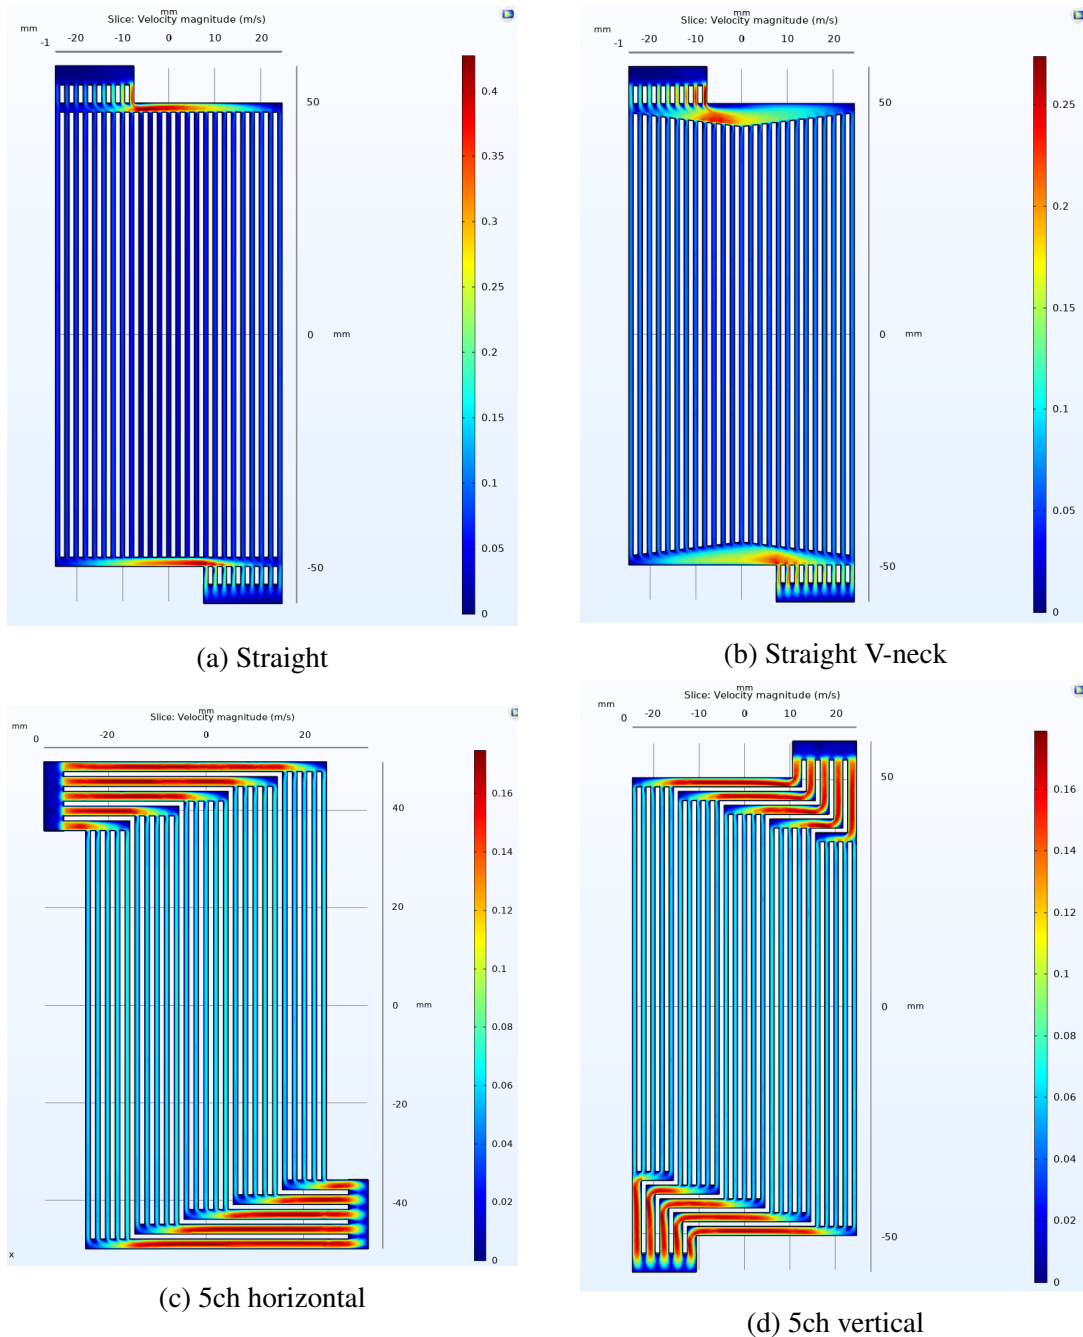 mm
Slice: Velocity magnitude (m/s)
mm
-1
-20 -10 0 10 20
50
0 mm
-50
0.4
0.35
0.3
0.25
0.2
0.15
0.1
0.05
0
(a) Straight
mm
Slice: Velocity magnitude (m/s)
mm
-1
-20 -10 0 10 20
50
0 mm
-50
0.25
0.2
0.15
0.1
0.05
0
(b) Straight V-neck
mm
Slice: Velocity magnitude (m/s)
mm
0
-20 0 20
40
20
0 mm
-20
-40
x
0.16
0.14
0.12
0.1
0.08
0.06
0.04
0.02
0
(c) 5ch horizontal
mm
Slice: Velocity magnitude (m/s)
mm
0
-20 -10 0 10 20
50
0 mm
-50
0.16
0.14
0.12
0.1
0.08
0.06
0.04
0.02
0
(d) 5ch vertical